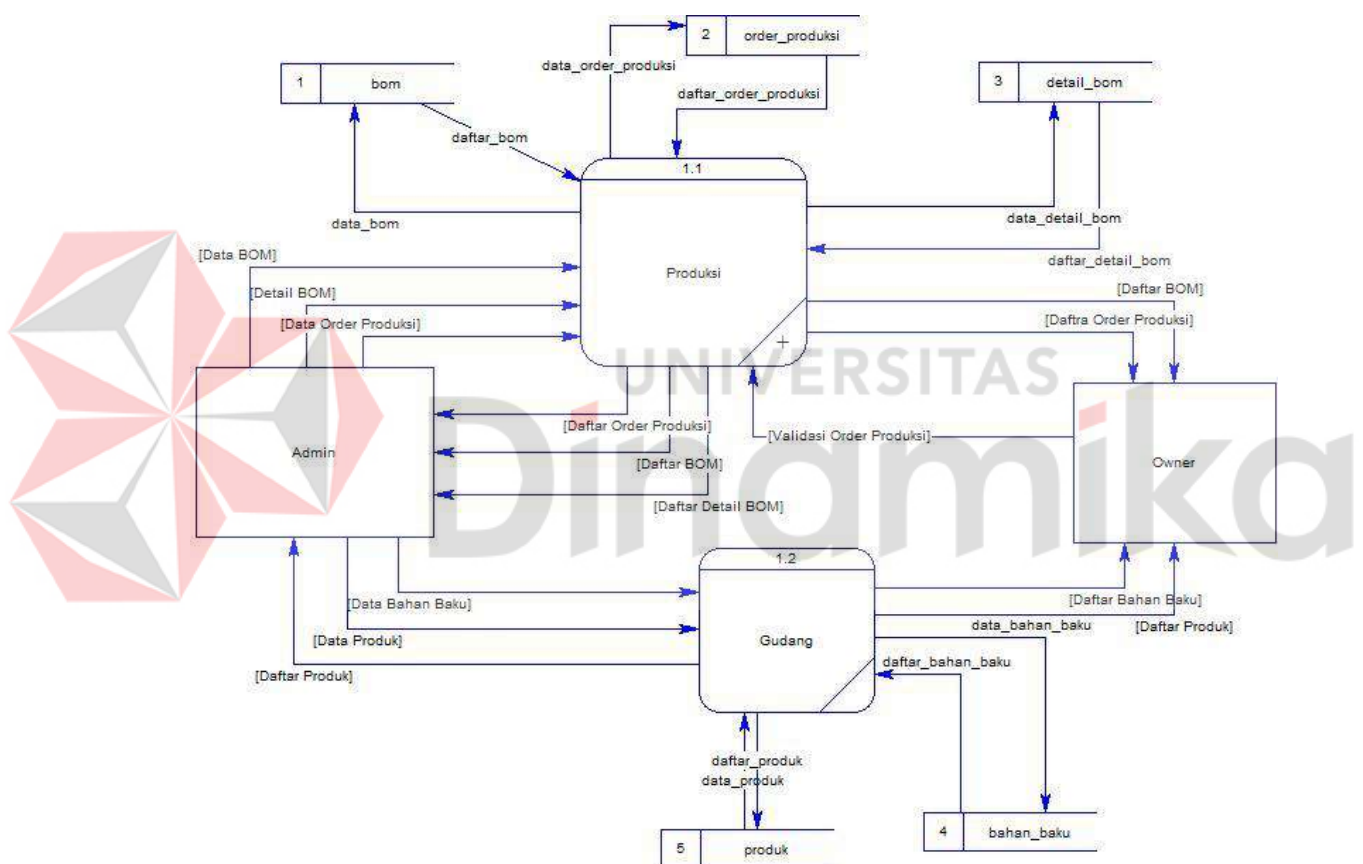 2 order_produksi
data_order_produksi
1 bom
3 detail_bom
daftar_order_produksi
daftar_bom
1.1
data_bom
data_detail_bom
[Data BOM]
daftar_detail_bom
Produksi
[Detail BOM]
[Daftar BOM]
[Data Order Produksi]
[Daftra Order Produksi]
+
UNIVERSITAS
Dinamika
[Daftar Order Produksi]
[Validasi Order Produksi]
Admin
[Daftar BOM]
Owner
[Daftar Detail BOM]
1.2
[Data Bahan Baku]
[Daftar Bahan Baku]
[Data Produk]
Gudang
data_bahan_baku
[Daftar Produk]
[Daftar Produk]
daftar_bahan_baku
daftar_produk
data_produk
4 bahan_baku
5 produk